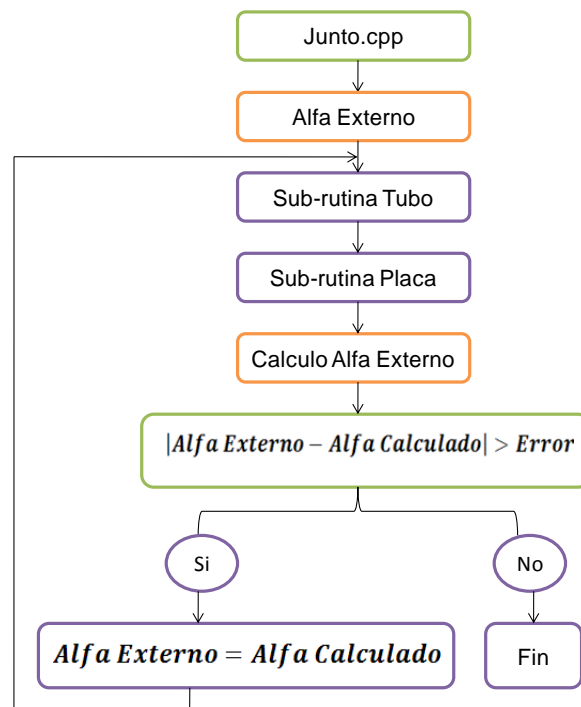 Junto.cpp
Alfa Externo
Sub-rutina Tubo
Sub-rutina Placa
Calculo Alfa Externo
|Alfa Externo − Alfa Calculado| > Error
Si
No
Alfa Externo = Alfa Calculado
Fin